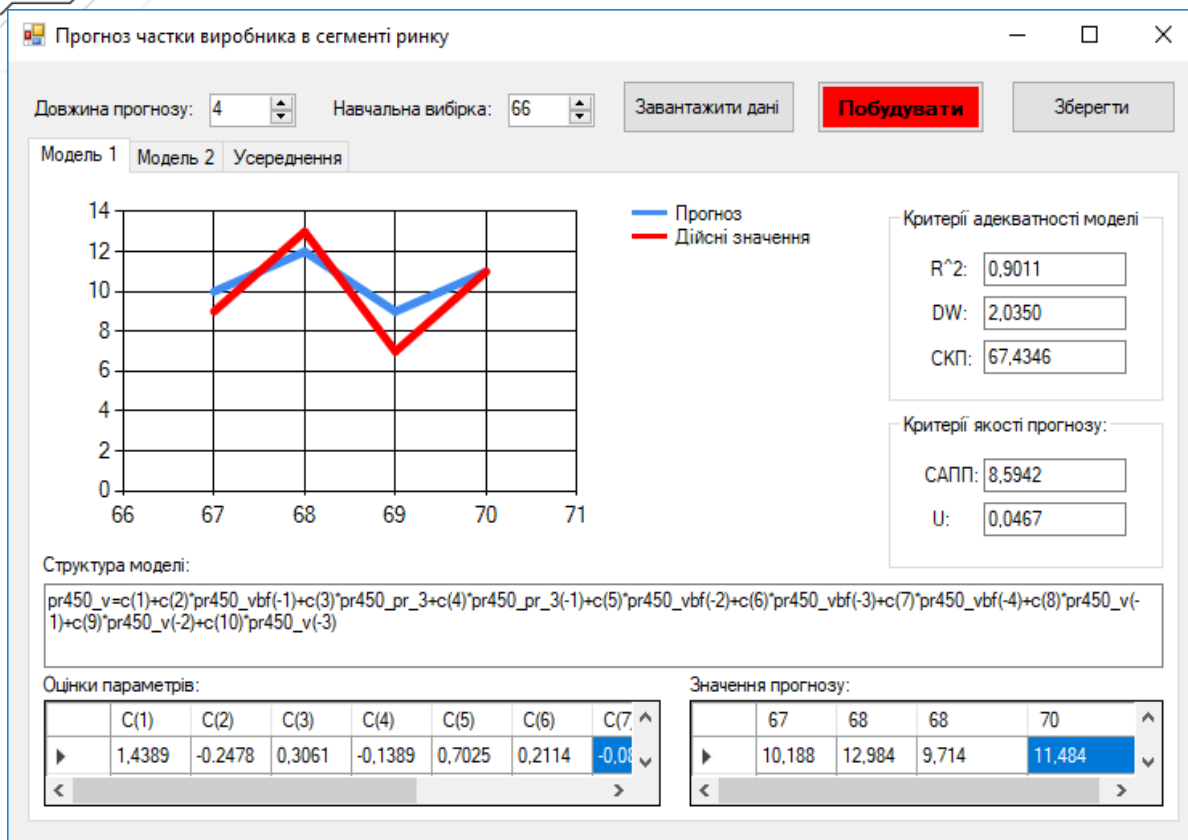 Прогноз частки виробника в сегменті ринку
Довжина прогнозу: 4 Навчальна вибірка: 66 Завантажити дані Побудувати Зберегти
Модель 1 Модель 2 Усереднення
14
12
10
8
6
4
2
0
66 67 68 69 70 71
Прогноз
Дійсні значення
Критерії адекватності моделі
R^2: 0,9011
DW: 2,0350
СКП: 67,4346
Критерії якості прогнозу:
САПП: 8,5942
U: 0,0467
Структура моделі:
pr450_v=c(1)+c(2)*pr450_vbf(-1)+c(3)*pr450_pr_3+c(4)*pr450_pr_3(-1)+c(5)*pr450_vbf(-2)+c(6)*pr450_vbf(-3)+c(7)*pr450_vbf(-4)+c(8)*pr450_v(-
1)+c(9)*pr450_v(-2)+c(10)*pr450_v(-3)
Оцінки параметрів:
C(1) C(2) C(3) C(4) C(5) C(6) C(7
1,4389 -0.2478 0,3061 -0,1389 0,7025 0,2114 -0,08
Значення прогнозу:
67 68 68 70
10,188 12,984 9,714 11,484